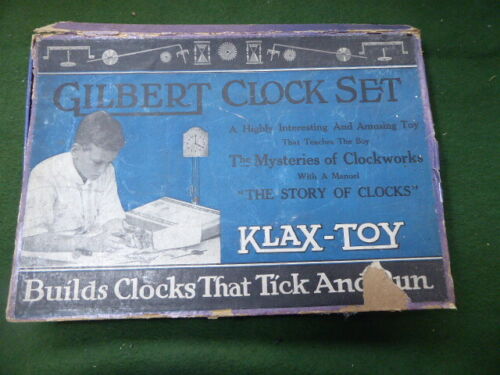 GILBERT CLOCK SET
A Highly Interesting And Amusing Toy
That Teaches The Boy
The Mysteries of Clockworks
With A Manuel
"THE STORY OF CLOCKS"
KLAX-TOY
Builds Clocks That Tick And Run